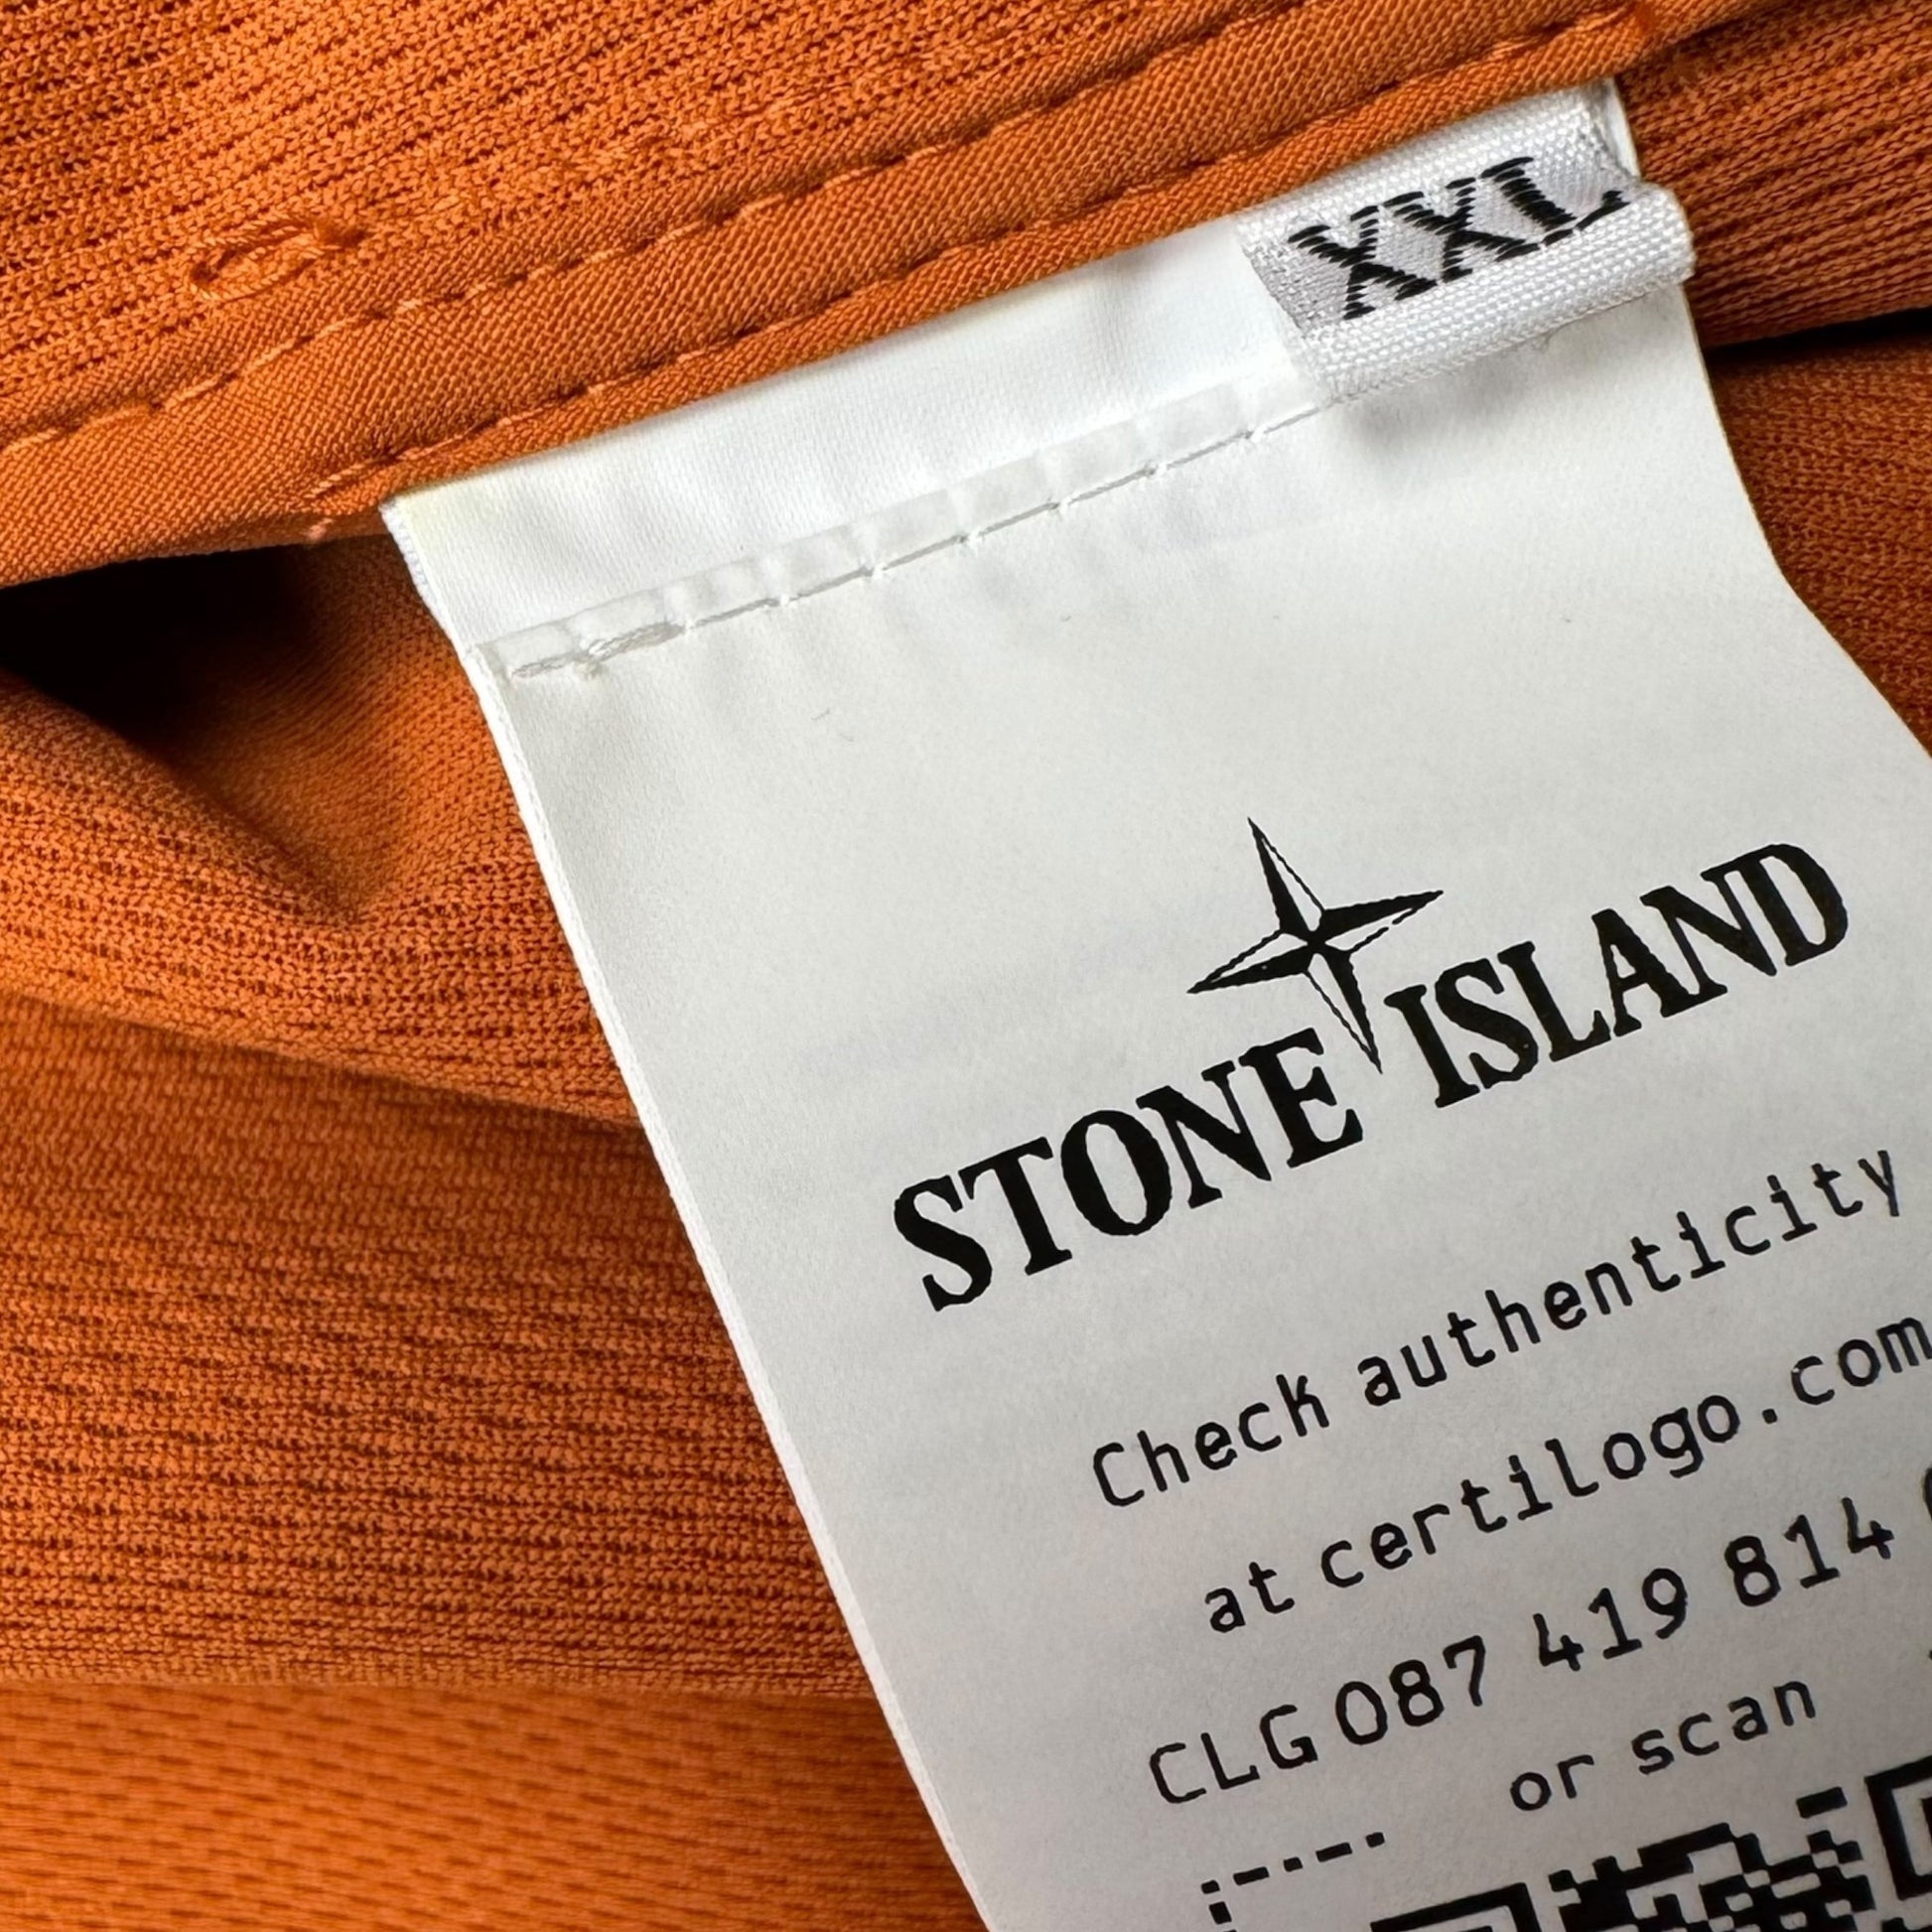 XXL
STONE ISLAND
Check authenticity
at certilogo.com
CLG 087 419 814
or scan